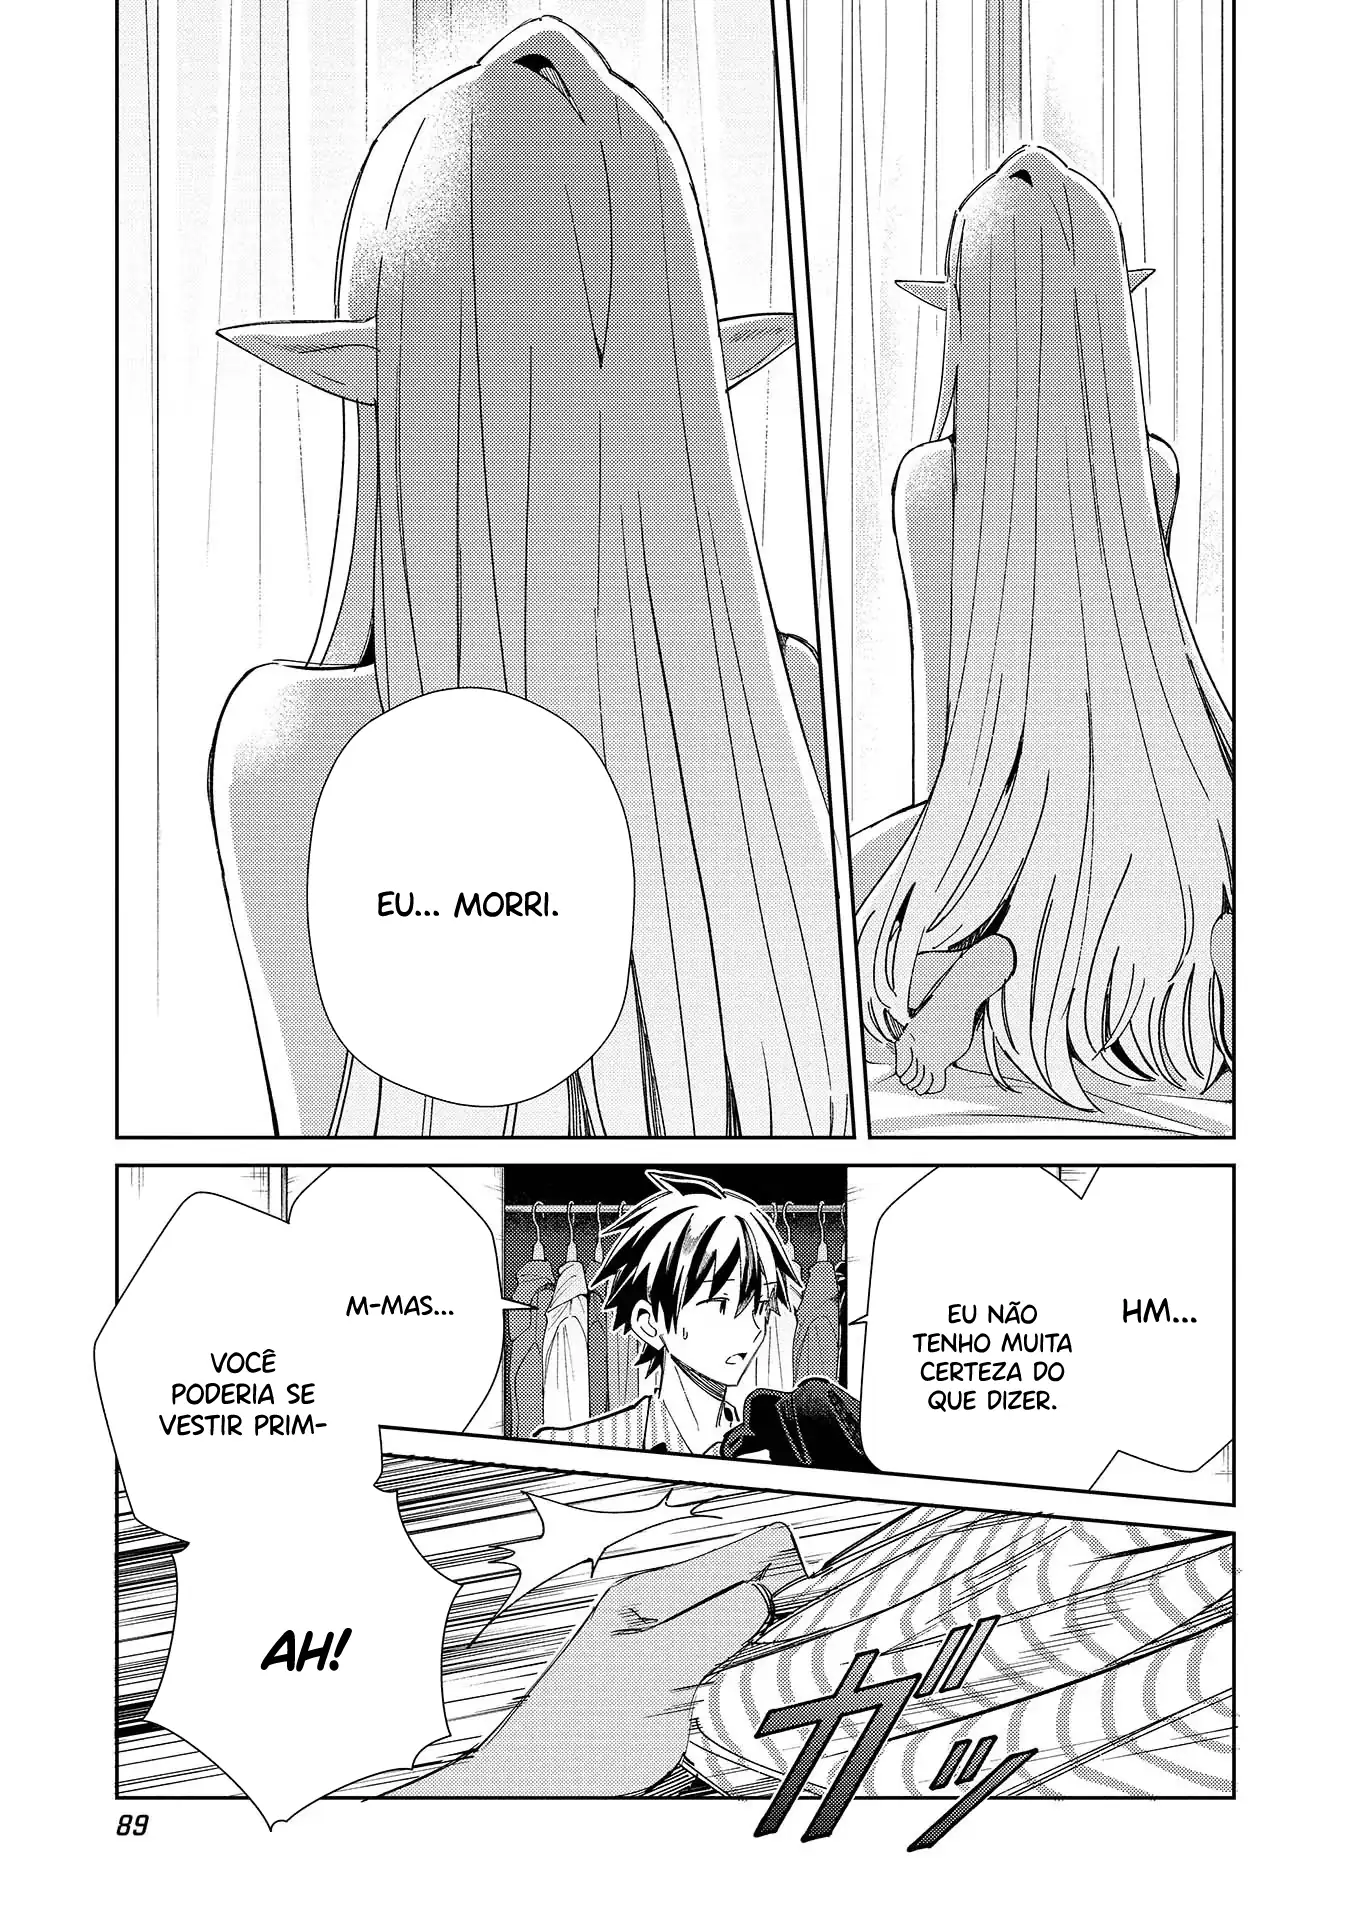 EU... MORRI.
HM...
EU NÃO
TENHO MUITA
CERTEZA DO
QUE DIZER.
M-MAS...
VOCÊ
PODERIA SE
VESTIR PRIM-
AH!
ガバッ
89